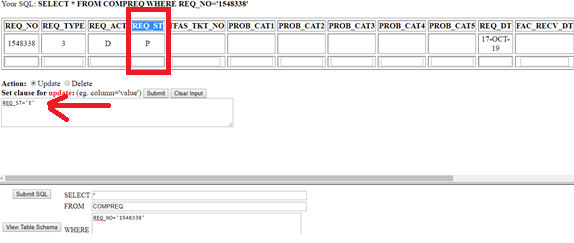 Your SQL: SELECT * FROM COMPREQ WHERE REQ_NO='1548338'
REQ_NO REQ_TYPE REQ_ACT REQ_ST TFAS_TKT_NO PROB_CAT1 PROB_CAT2 PROB_CAT3 PROB_CAT4 PROB_CAT5 REQ_DT FAC_RECV_DT
1548338 3 D P 17-OCT-
19
Action: Update Delete
Set clause for update: (eg. column='value') Submit Clear Input
REQ_ST='E'
Submit SQL SELECT *
FROM COMPREQ
REQ_NO='1548338'
View Table Schema WHERE